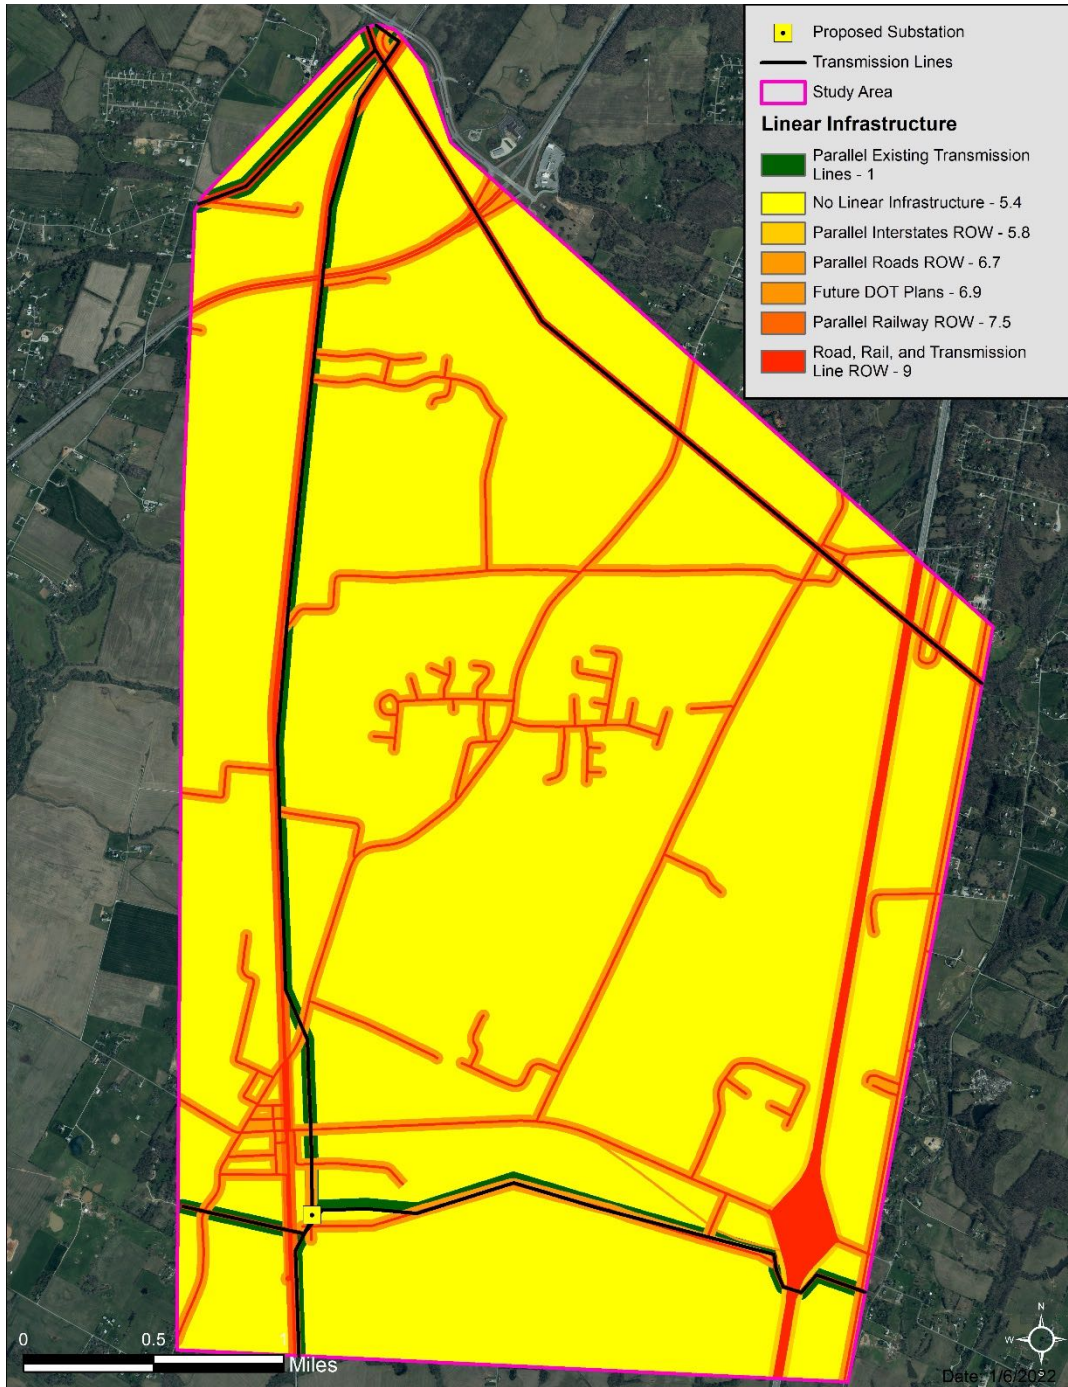 Proposed Substation
Transmission Lines
Study Area
Linear Infrastructure
Parallel Existing Transmission
Lines - 1
No Linear Infrastructure - 5.4
Parallel Interstates ROW - 5.8
Parallel Roads ROW - 6.7
Future DOT Plans - 6.9
Parallel Railway ROW - 7.5
Road, Rail, and Transmission
Line ROW - 9
0 0.5 1
Miles
N
W E
S
Date: 1/6/2022